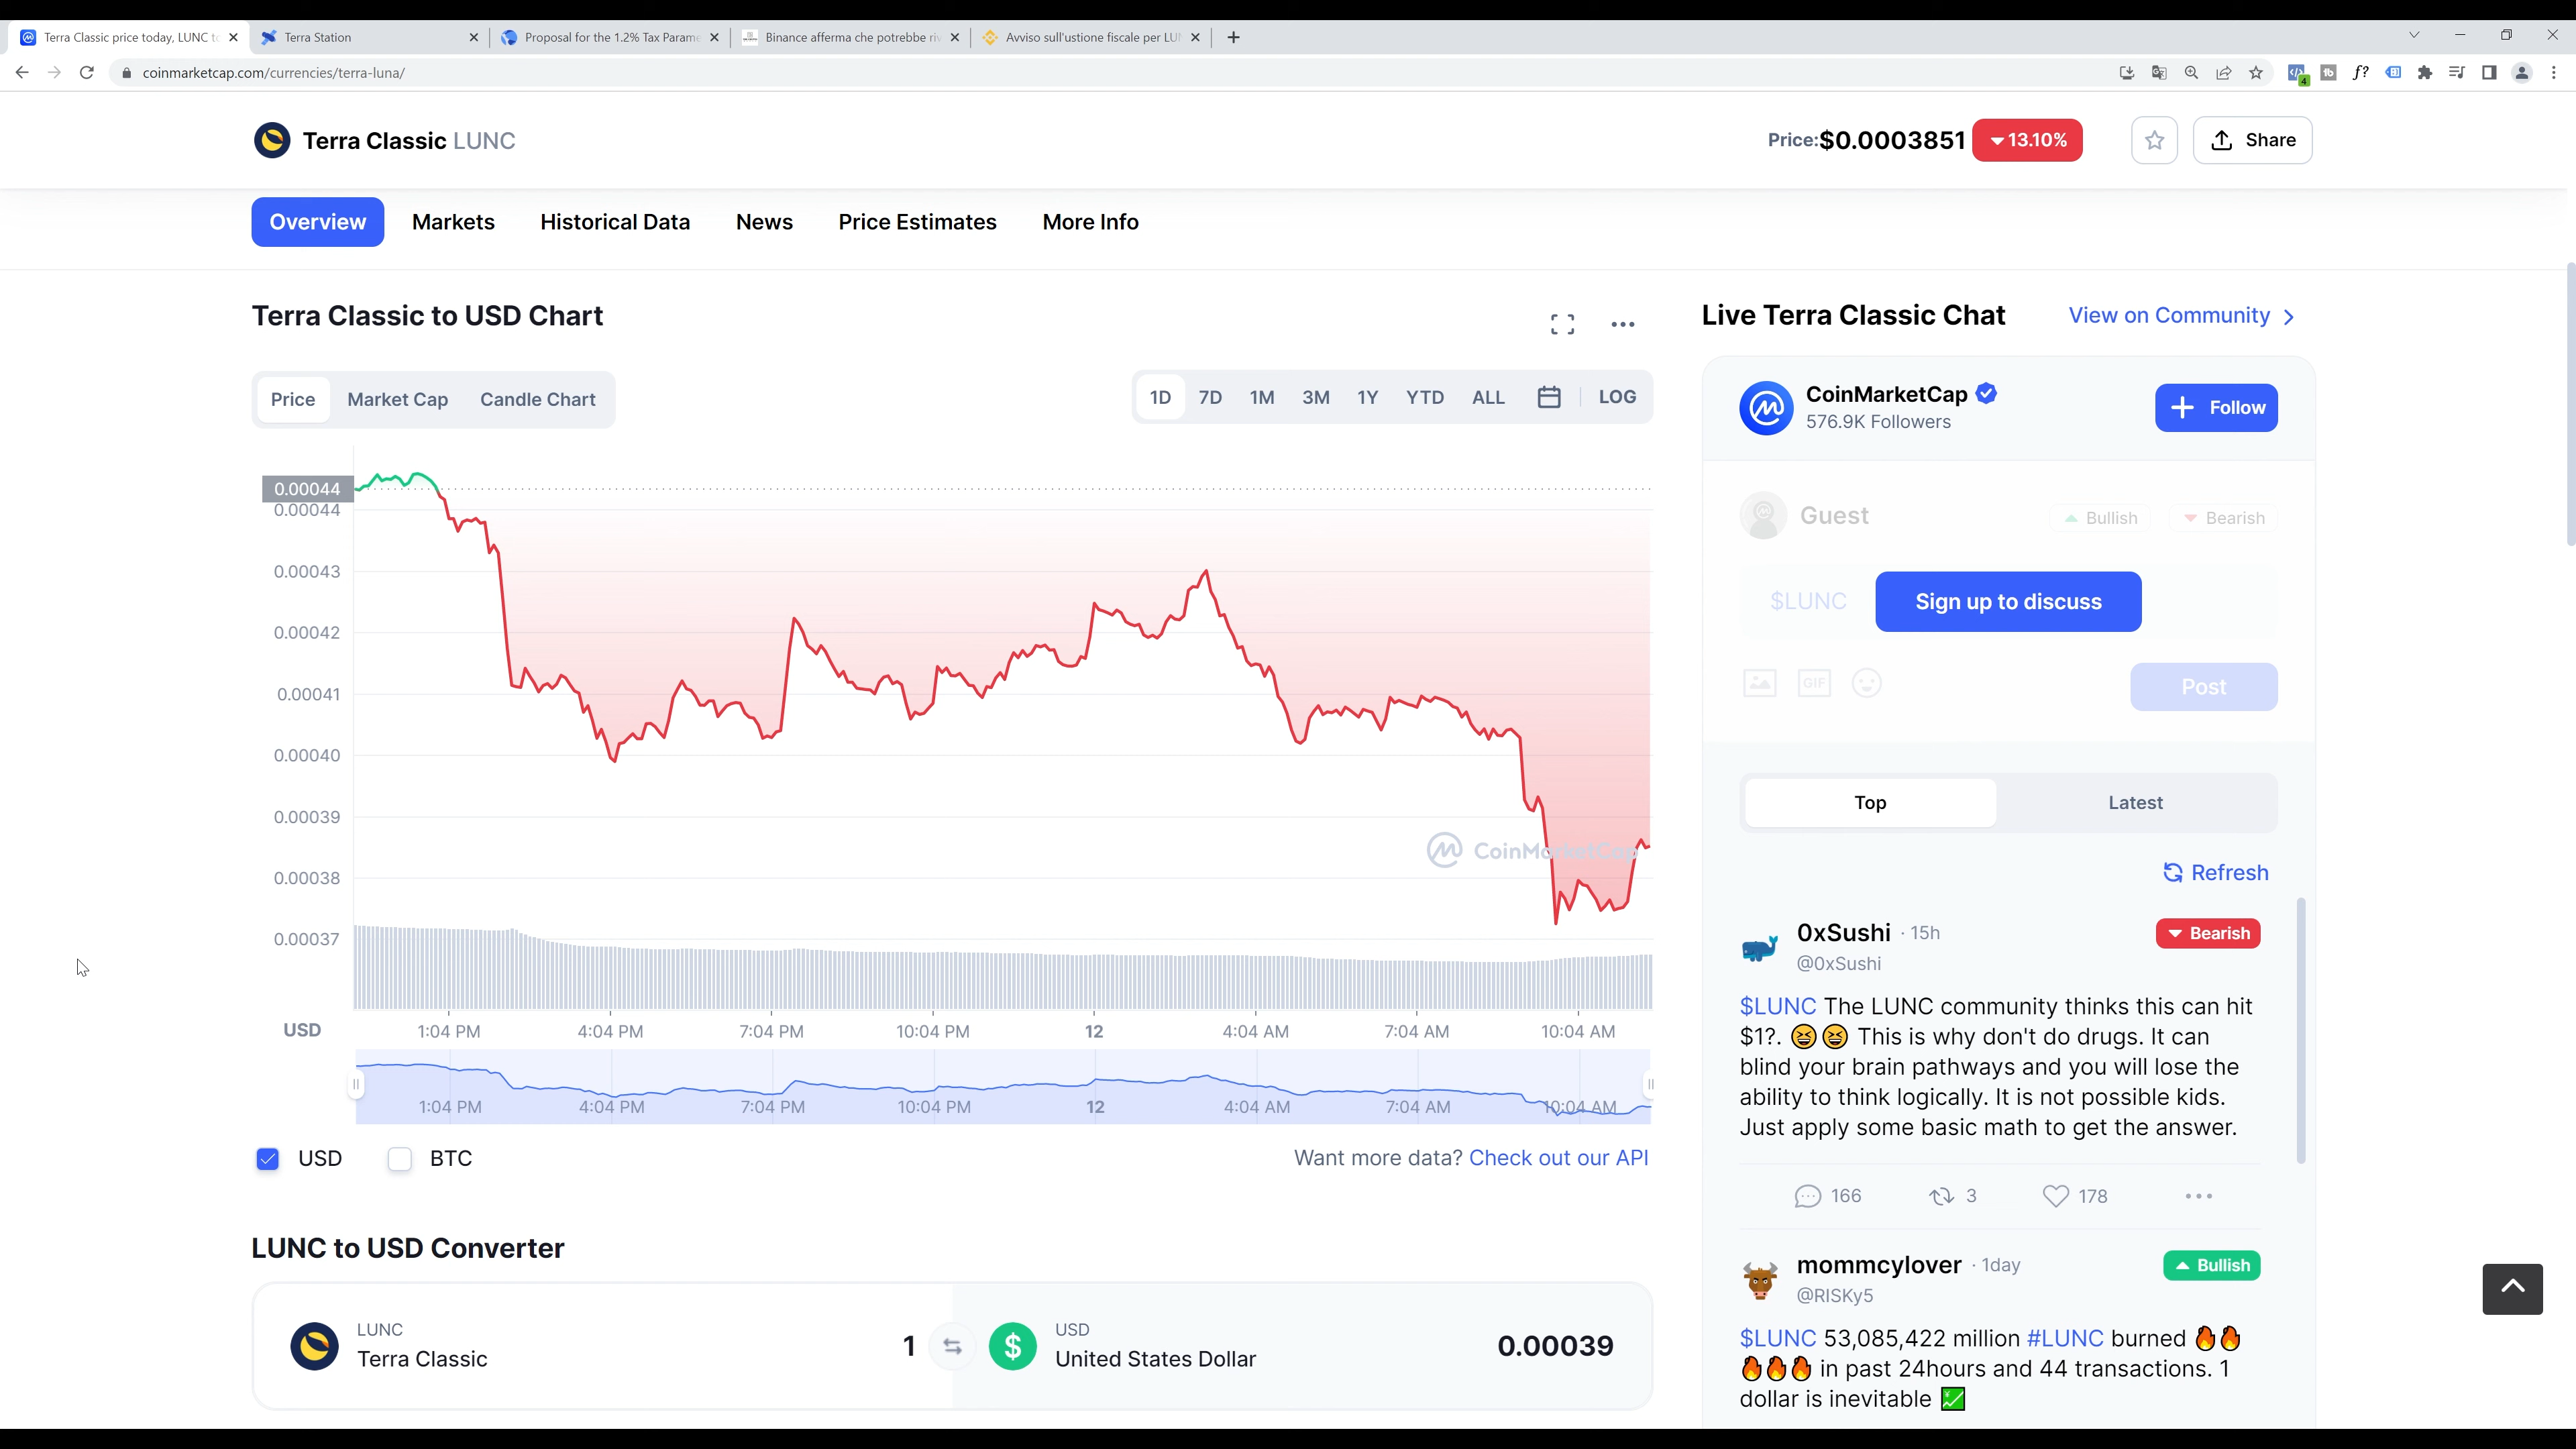 Terra Classic price today, LUNC to
Terra Station
Proposal for the 1.2% Tax Parame
Binance afferma che potrebbe riv
Avviso sull'ustione fiscale per LUN
coinmarketcap.com/currencies/terra-luna/
4
Terra Classic LUNC
Price:$0.0003851
13.10%
Share
Overview
Markets
Historical Data
News
Price Estimates
More Info
Terra Classic to USD Chart
Price
Market Cap
Candle Chart
1D
7D
1M
3M
1Y
YTD
ALL
LOG
0.00044
0.00044
0.00043
0.00042
0.00041
0.00040
0.00039
0.00038
0.00037
CoinMarketCap
USD
1:04 PM
4:04 PM
7:04 PM
10:04 PM
12
4:04 AM
7:04 AM
10:04 AM
1:04 PM
4:04 PM
7:04 PM
10:04 PM
12
4:04 AM
7:04 AM
10:04 AM
USD
BTC
Want more data? Check out our API
LUNC to USD Converter
LUNC
Terra Classic
1
USD
United States Dollar
0.00039
Live Terra Classic Chat
View on Community
CoinMarketCap
576.9K Followers
Follow
Guest
Bullish
Bearish
$LUNC
Sign up to discuss
GIF
Post
Top
Latest
Refresh
0xSushi · 15h
@0xSushi
Bearish
$LUNC The LUNC community thinks this can hit
$1?. 😆😆 This is why don't do drugs. It can
blind your brain pathways and you will lose the
ability to think logically. It is not possible kids.
Just apply some basic math to get the answer.
166
3
178
mommcylover · 1day
@RISKy5
Bullish
$LUNC 53,085,422 million #LUNC burned 🔥🔥
🔥🔥🔥 in past 24hours and 44 transactions. 1
dollar is inevitable 💹